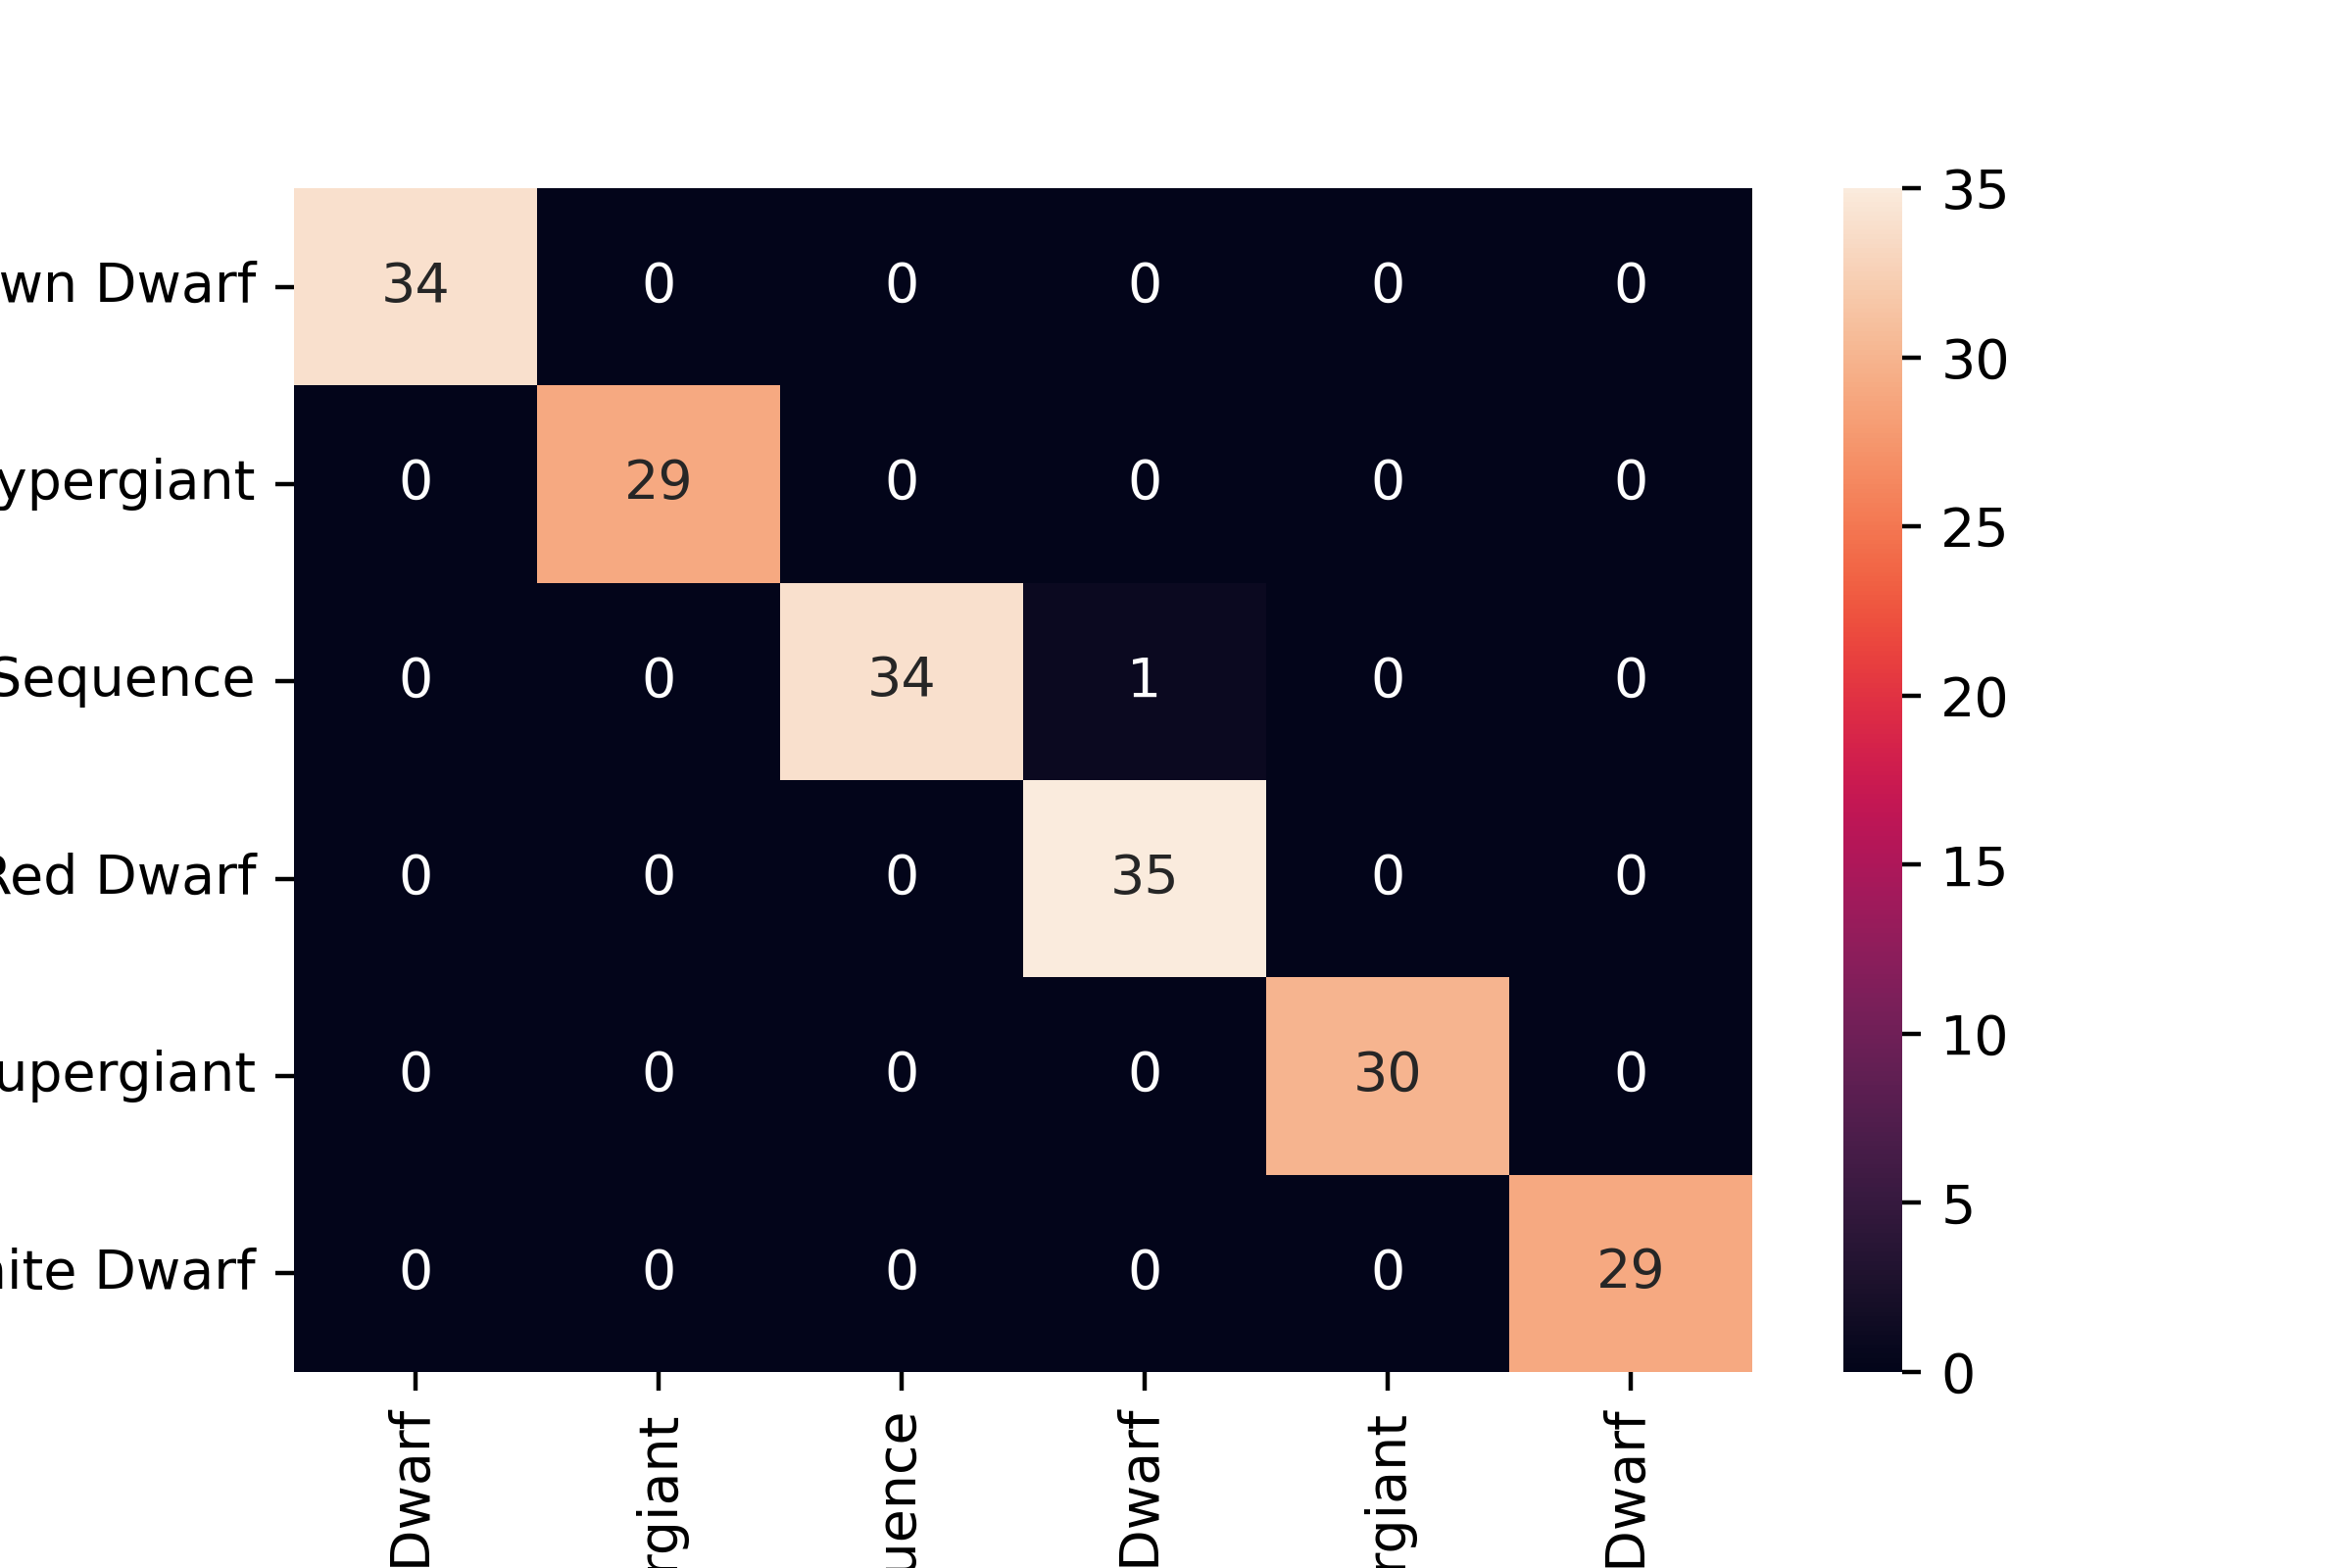 35
30
25
20
15
10
5
0
wn Dwarf 34 0 0 0 0 0
ypergiant 0 29 0 0 0 0
Sequence 0 0 34 1 0 0
Red Dwarf 0 0 0 35 0 0
upergiant 0 0 0 0 30 0
ite Dwarf 0 0 0 0 0 29
Dwarf
rgiant
uence
Dwarf
rgiant
Dwarf